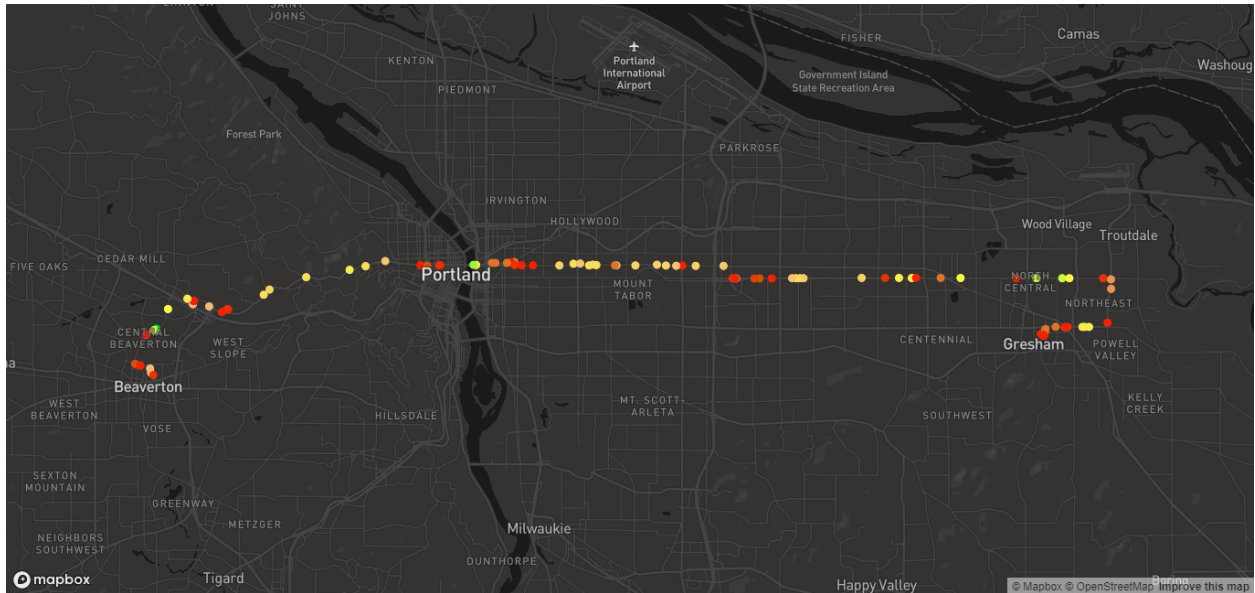 SAINT
JOHNS
KENTON
PIEDMONT
Portland
International
Airport
FISHER
Camas
Government Island
State Recreation Area
Forest Park
PARKROSE
IRVINGTON
HOLLYWOOD
Wood Village
Troutdale
CEDAR MILL
FIVE OAKS
Portland
MOUNT
TABOR
NORTH
CENTRAL
NORTHEAST
CENTRAL
BEAVERTON
WEST
SLOPE
CENTENNIAL
Gresham
POWELL
VALLEY
Beaverton
WEST
BEAVERTON
VOSE
HILLSDALE
MT. SCOTT-
ARLETA
SOUTHWEST
KELLY
CREEK
SEXTON
MOUNTAIN
GREENWAY
METZGER
NEIGHBORS
SOUTHWEST
Milwaukie
DUNTHORPE
mapbox
Tigard
Happy Valley
Boring
© Mapbox © OpenStreetMap Improve this map